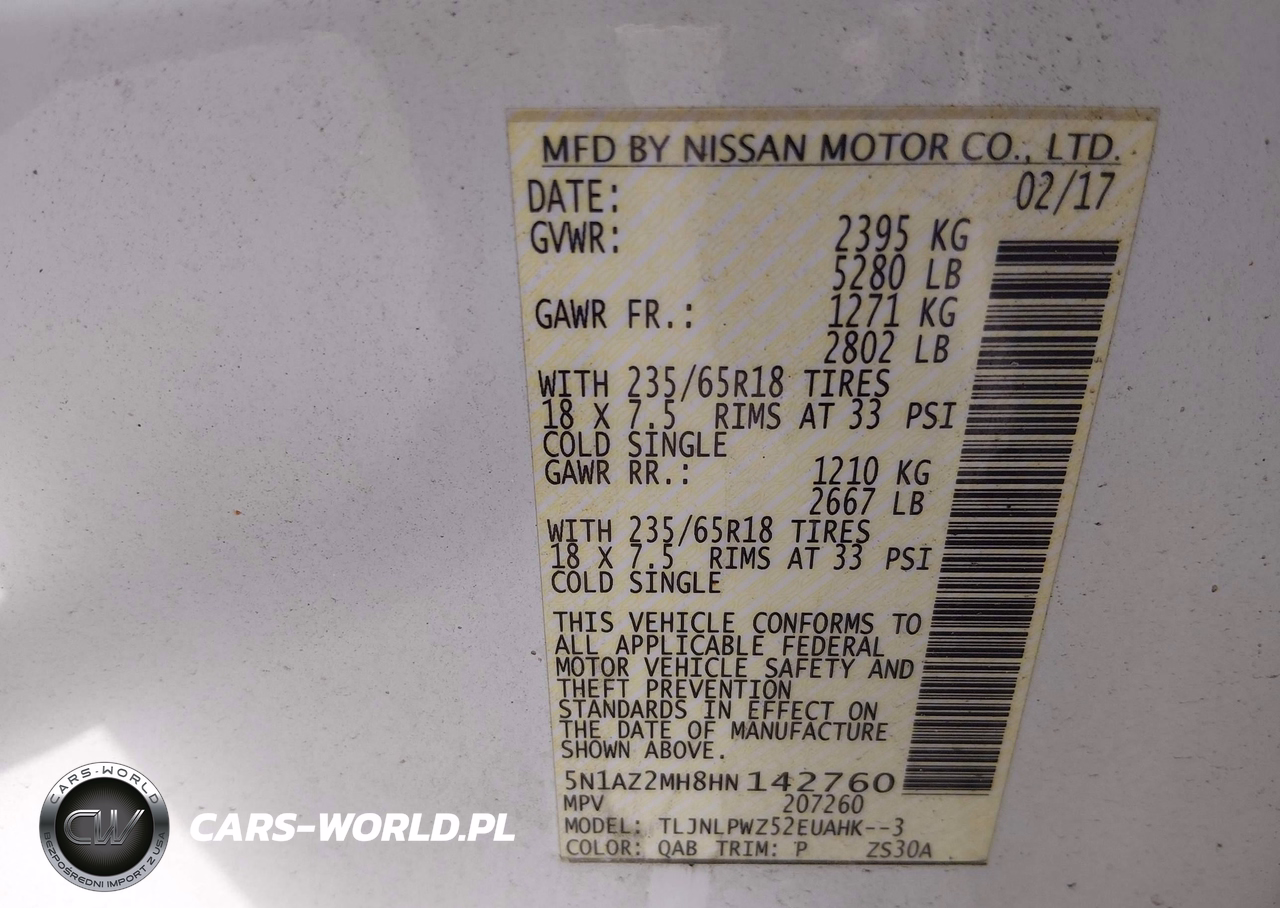 MFD BY NISSAN MOTOR CO., LTD.
DATE: 02/17
GVWR: 2395 KG
5280 LB
GAWR FR.: 1271 KG
2802 LB
WITH 235/65R18 TIRES
18 X 7.5 RIMS AT 33 PSI
COLD SINGLE
GAWR RR.: 1210 KG
2667 LB
WITH 235/65R18 TIRES
18 X 7.5 RIMS AT 33 PSI
COLD SINGLE
THIS VEHICLE CONFORMS TO
ALL APPLICABLE FEDERAL
MOTOR VEHICLE SAFETY AND
THEFT PREVENTION
STANDARDS IN EFFECT ON
THE DATE OF MANUFACTURE
SHOWN ABOVE.
5N1AZ2MH8HN142760
MPV 207260
MODEL: TLJNLPWZ52EUAHK--3
COLOR: QAB TRIM: P ZS30A
CARS-WORLD
CW
BEZPOŚREDNI IMPORT Z USA
CARS-WORLD.PL